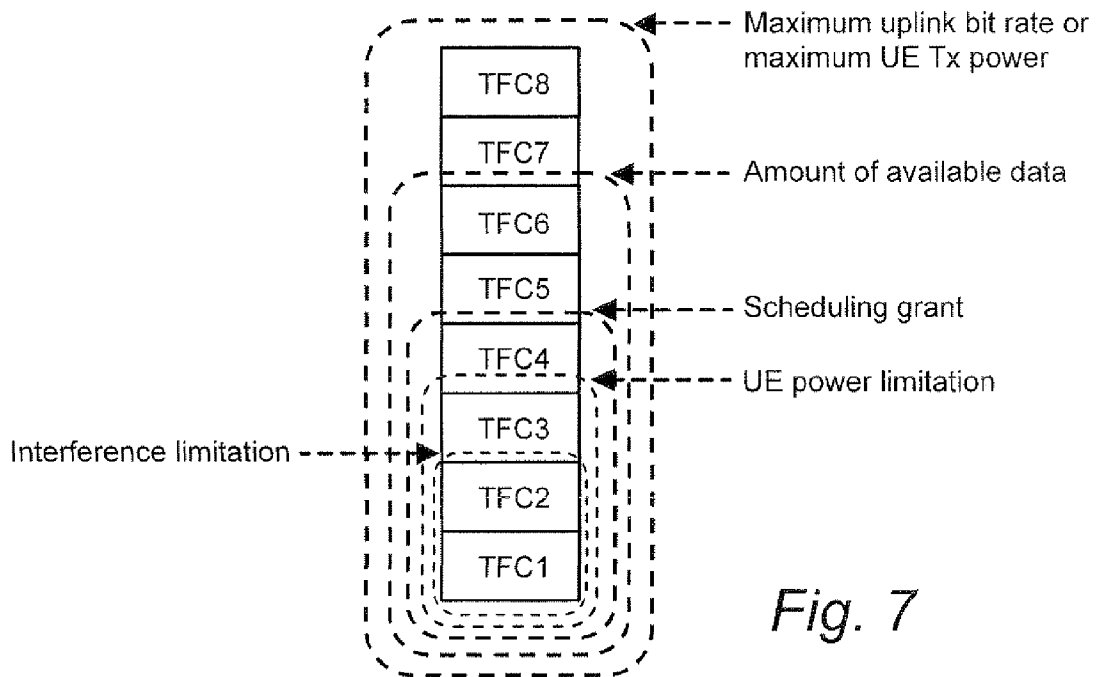 Maximum uplink bit rate or
maximum UE Tx power
TFC8
TFC7
Amount of available data
TFC6
TFC5
Scheduling grant
TFC4
UE power limitation
TFC3
Interference limitation
TFC2
TFC1
Fig. 7